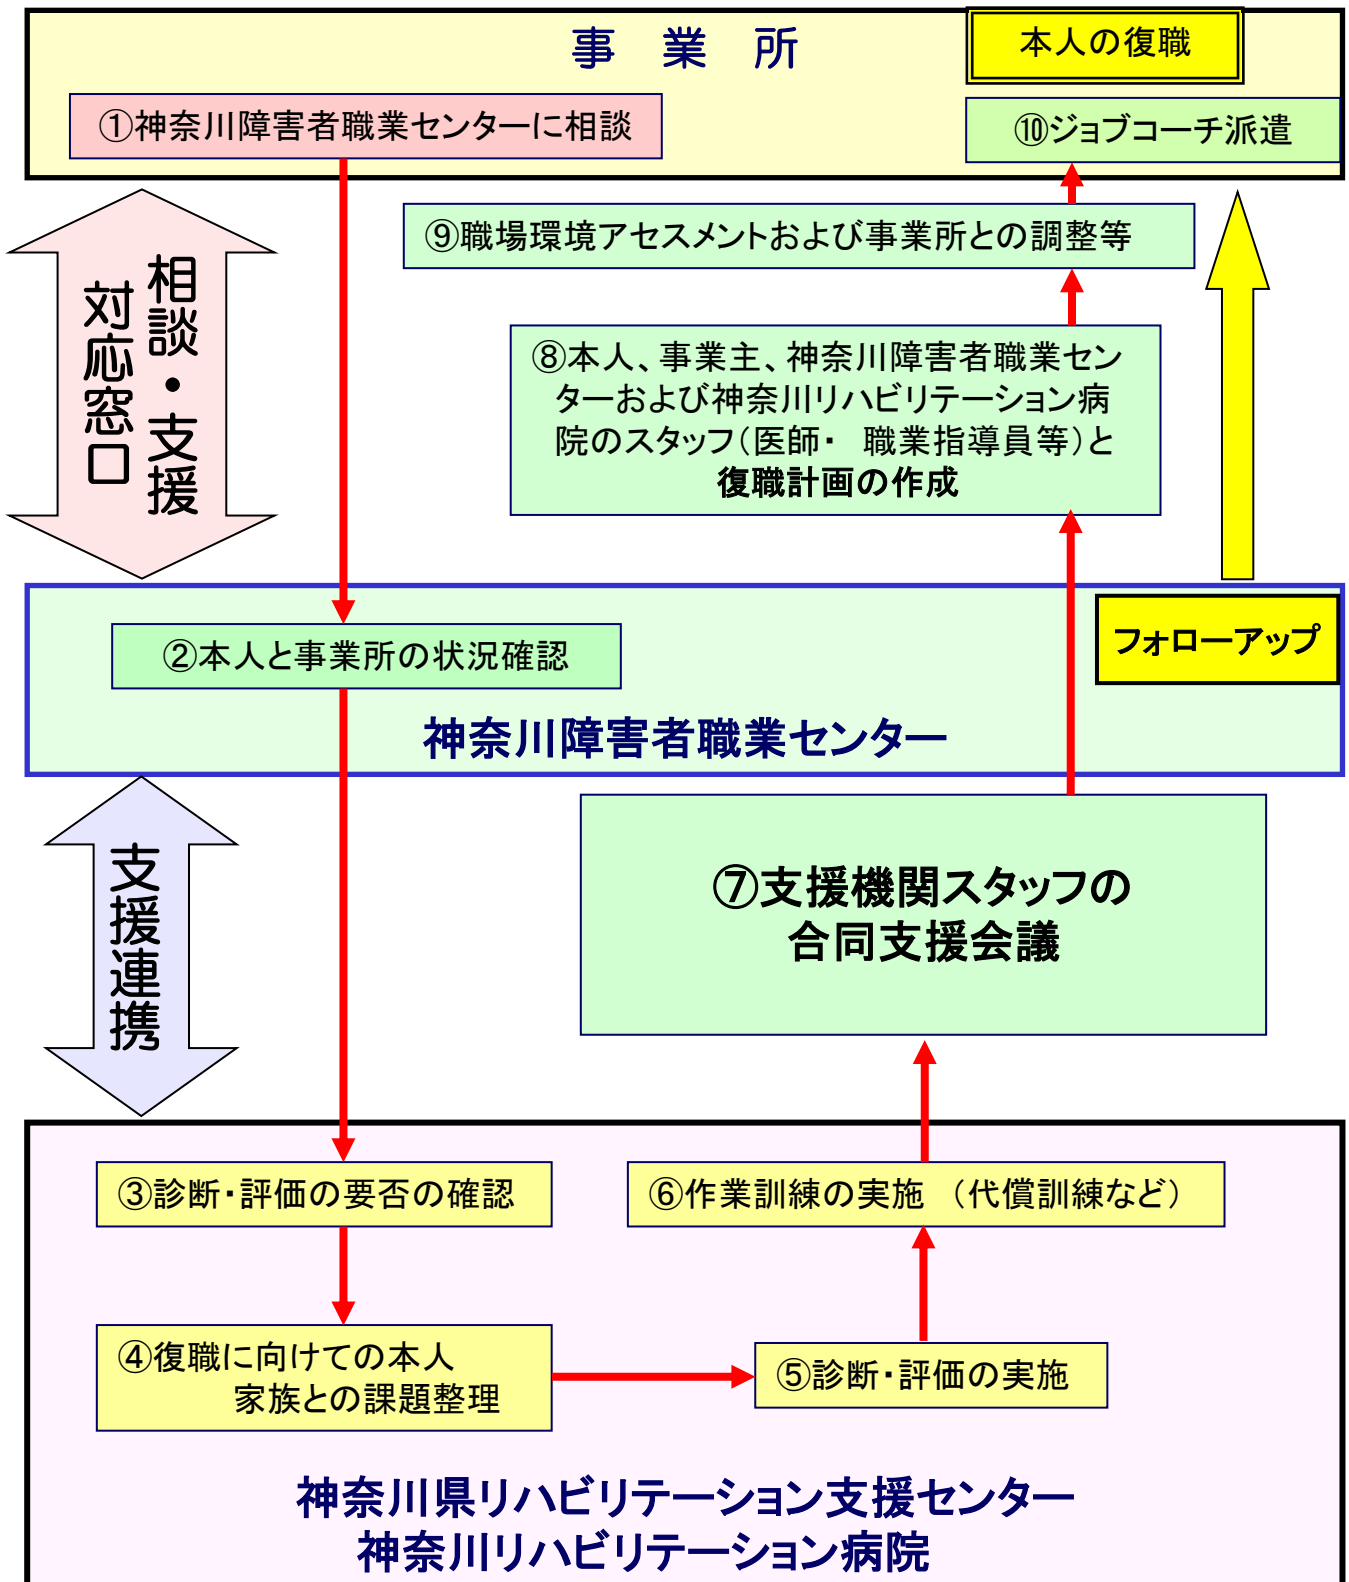 事　業　所
本人の復職
①神奈川障害者職業センターに相談
⑩ジョブコーチ派遣
⑨職場環境アセスメントおよび事業所との調整等
相談・支援
対応窓口
⑧本人、事業主、神奈川障害者職業セン
ターおよび神奈川リハビリテーション病
院のスタッフ（医師・　職業指導員等）と
復職計画の作成
フォローアップ
②本人と事業所の状況確認
神奈川障害者職業センター
支援連携
⑦支援機関スタッフの
合同支援会議
③診断・評価の要否の確認
⑥作業訓練の実施　（代償訓練など）
④復職に向けての本人
家族との課題整理
⑤診断・評価の実施
神奈川県リハビリテーション支援センター
神奈川リハビリテーション病院